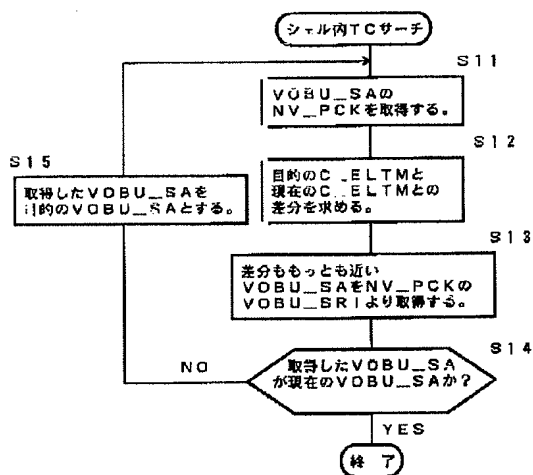 シェル内TCサーチ
S11
VOBU_SAの
NV_PCKを取得する。
S12
目的のC_ELTMと
現在のC_ELTMとの
差分を求める。
S13
差分ももっとも近い
VOBU_SAをNV_PCKの
VOBU_SRIより取得する。
S14
取得したVOBU_SA
が現在のVOBU_SAか?
NO
YES
S15
取得したVOBU_SAを
目的のVOBU_SAとする。
終了